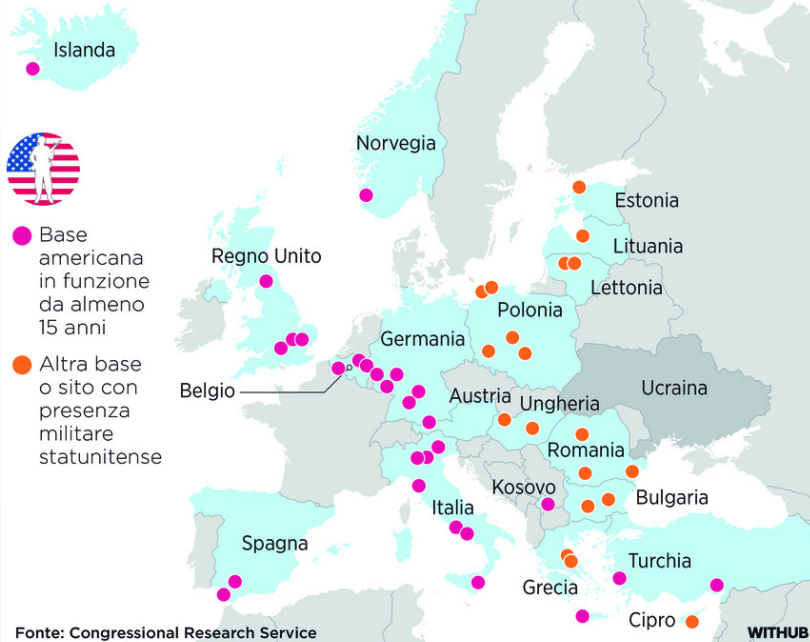 Islanda
Norvegia
Estonia
Lituania
Lettonia
Regno Unito
Base
americana
in funzione
da almeno
15 anni
Polonia
Germania
Altra base
o sito con
presenza
militare
statunitense
Belgio
Austria
Ungheria
Ucraina
Romania
Kosovo
Bulgaria
Italia
Spagna
Turchia
Grecia
Cipro
Fonte: Congressional Research Service
WITHUB